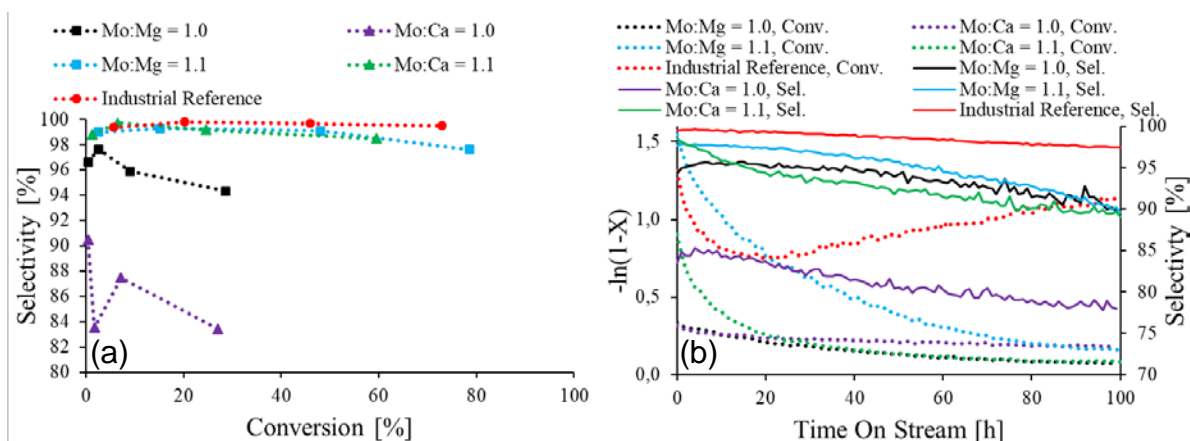 Mo:Mg = 1.0
Mo:Ca = 1.0
Mo:Mg = 1.1
Mo:Ca = 1.1
Industrial Reference
100
98
96
94
92
90
88
86
84
82
80
Selectivity [%]
(a)
0
20
40
60
80
100
Conversion [%]
Mo:Mg = 1.0, Conv.
Mo:Ca = 1.0, Conv.
Mo:Mg = 1.1, Conv.
Mo:Ca = 1.1, Conv.
Industrial Reference, Conv.
Mo:Mg = 1.0, Sel.
Mo:Ca = 1.0, Sel.
Mo:Mg = 1.1, Sel.
Mo:Ca = 1.1, Sel.
Industrial Reference, Sel.
1,5
1,0
0,5
0,0
-ln(1-X)
(b)
100
95
90
85
80
75
70
Selectivity [%]
0
20
40
60
80
100
Time On Stream [h]